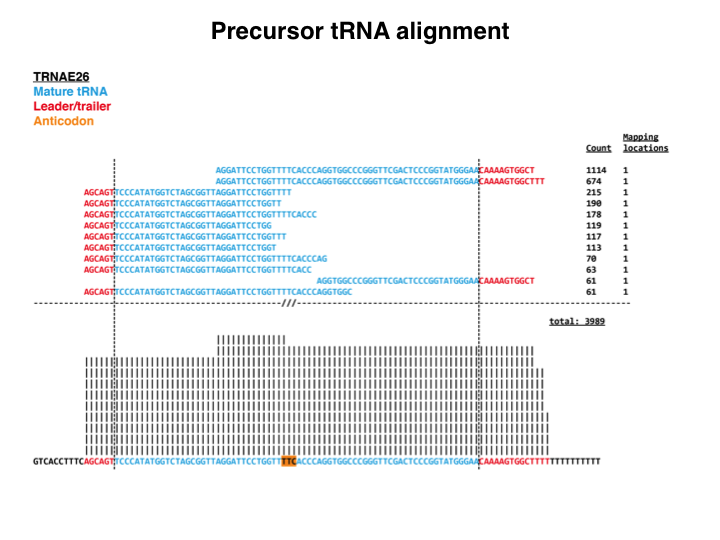 Precursor tRNA alignment
TRNAE26
Mature tRNA
Leader/trailer
Anticodon
Mapping
Count locations
AGGATTCCTGGTTTTCACCCAGGTGGCCCGGGTTCGACTCCCGGTATGGGAACAAAAGTGGCT 1114 1
AGGATTCCTGGTTTTCACCCAGGTGGCCCGGGTTCGACTCCCGGTATGGGAACAAAAGTGGCTTT 674 1
AGCAGTTCCCATATGGTCTAGCGGTTAGGATTCCTGGTTTT 215 1
AGCAGTTCCCATATGGTCTAGCGGTTAGGATTCCTGGTT 190 1
AGCAGTTCCCATATGGTCTAGCGGTTAGGATTCCTGGTTTTCACCC 178 1
AGCAGTTCCCATATGGTCTAGCGGTTAGGATTCCTGG 119 1
AGCAGTTCCCATATGGTCTAGCGGTTAGGATTCCTGGTTT 117 1
AGCAGTTCCCATATGGTCTAGCGGTTAGGATTCCTGGT 113 1
AGCAGTTCCCATATGGTCTAGCGGTTAGGATTCCTGGTTTTCACCCAG 70 1
AGCAGTTCCCATATGGTCTAGCGGTTAGGATTCCTGGTTTTCACC 63 1
AGGTGGCCCGGGTTCGACTCCCGGTATGGGAACAAAAGTGGCT 61 1
AGCAGTTCCCATATGGTCTAGCGGTTAGGATTCCTGGTTTTCACCCAGGTGGC 61 1
///
total: 3989
GTCACCTTTCAGCAGTTCCCATATGGTCTAGCGGTTAGGATTCCTGGTTTTCACCCAGGTGGCCCGGGTTCGACTCCCGGTATGGGAACAAAAGTGGCTTTTTTTTTTTTTT